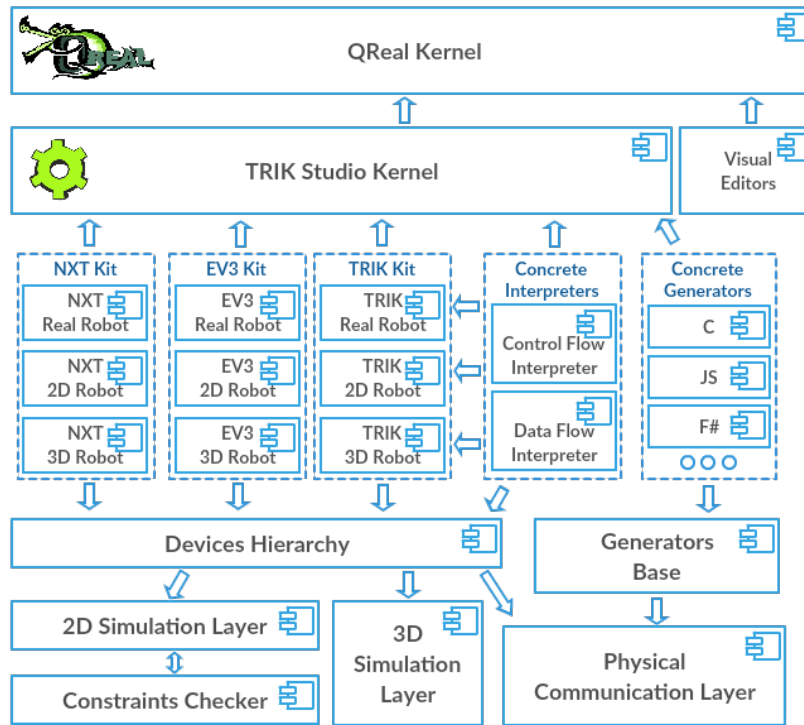 QREAL
QReal Kernel
TRIK Studio Kernel
Visual
Editors
NXT Kit
NXT
Real Robot
NXT
2D Robot
NXT
3D Robot
EV3 Kit
EV3
Real Robot
EV3
2D Robot
EV3
3D Robot
TRIK Kit
TRIK
Real Robot
TRIK
2D Robot
TRIK
3D Robot
Concrete
Interpreters
Control Flow
Interpreter
Data Flow
Interpreter
Concrete
Generators
C
JS
F#
Devices Hierarchy
Generators
Base
2D Simulation Layer
3D
Simulation
Layer
Physical
Communication Layer
Constraints Checker